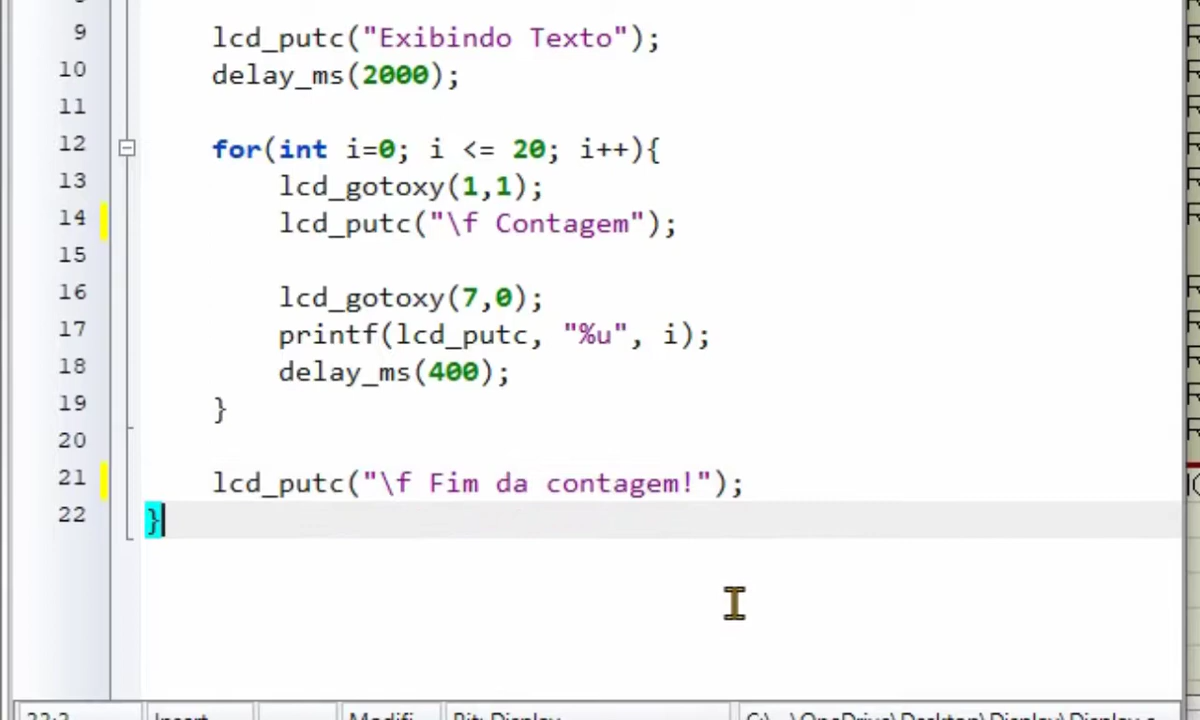 9 lcd_putc("Exibindo Texto");
10 delay_ms(2000);
11
12 for(int i=0; i <= 20; i++){
13 lcd_gotoxy(1,1);
14 lcd_putc("\f Contagem");
15
16 lcd_gotoxy(7,0);
17 printf(lcd_putc, "%u", i);
18 delay_ms(400);
19 }
20
21 lcd_putc("\f Fim da contagem!");
22 }
Insert